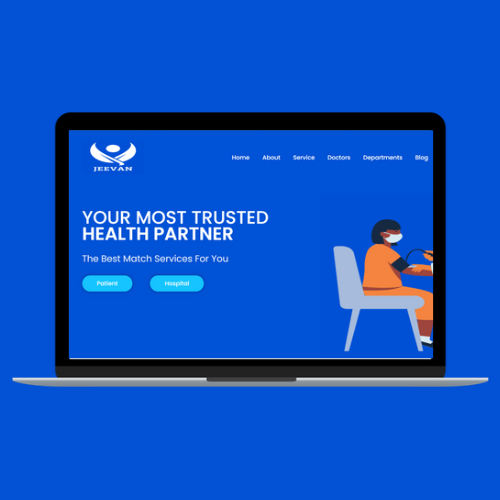 JEEVAN
Home About Service Doctors Departments Blog
YOUR MOST TRUSTED
HEALTH PARTNER
The Best Match Services For You
Patient Hospital